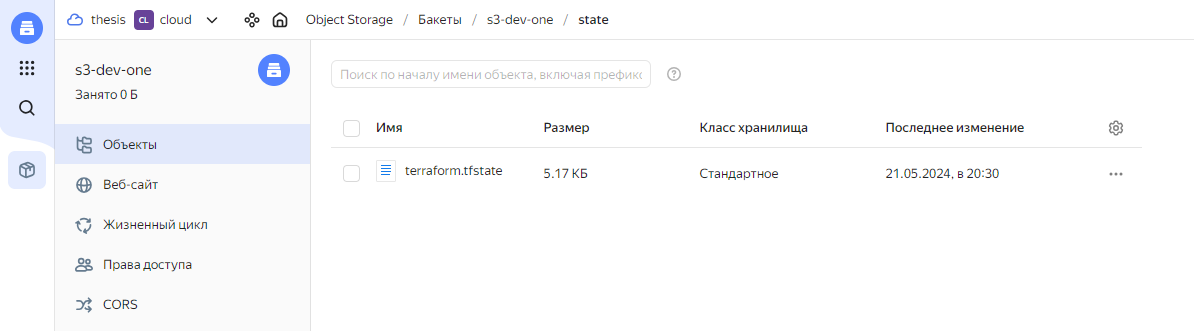 thesis CL cloud Object Storage / Бакеты / s3-dev-one / state
s3-dev-one
Занято 0 Б
Объекты
Веб-сайт
Жизненный цикл
Права доступа
CORS
Поиск по началу имени объекта, включая префикс
Имя Размер Класс хранилища Последнее изменение
terraform.tfstate 5.17 КБ Стандартное 21.05.2024, в 20:30